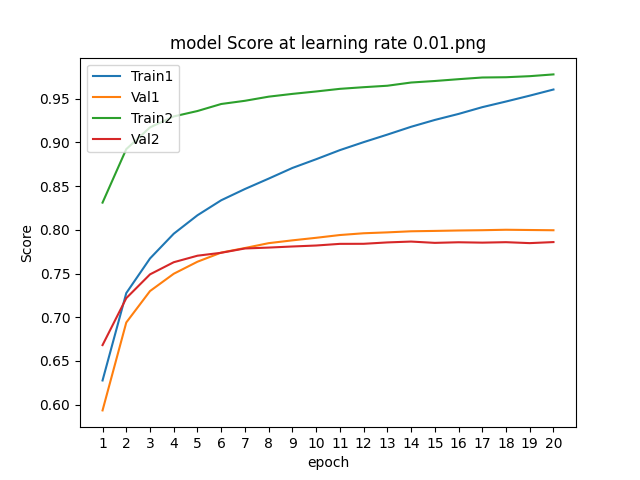 model Score at learning rate 0.01.png
Train1
Val1
Train2
Val2
0.95
0.90
0.85
0.80
0.75
0.70
0.65
0.60
Score
1 2 3 4 5 6 7 8 9 10 11 12 13 14 15 16 17 18 19 20
epoch